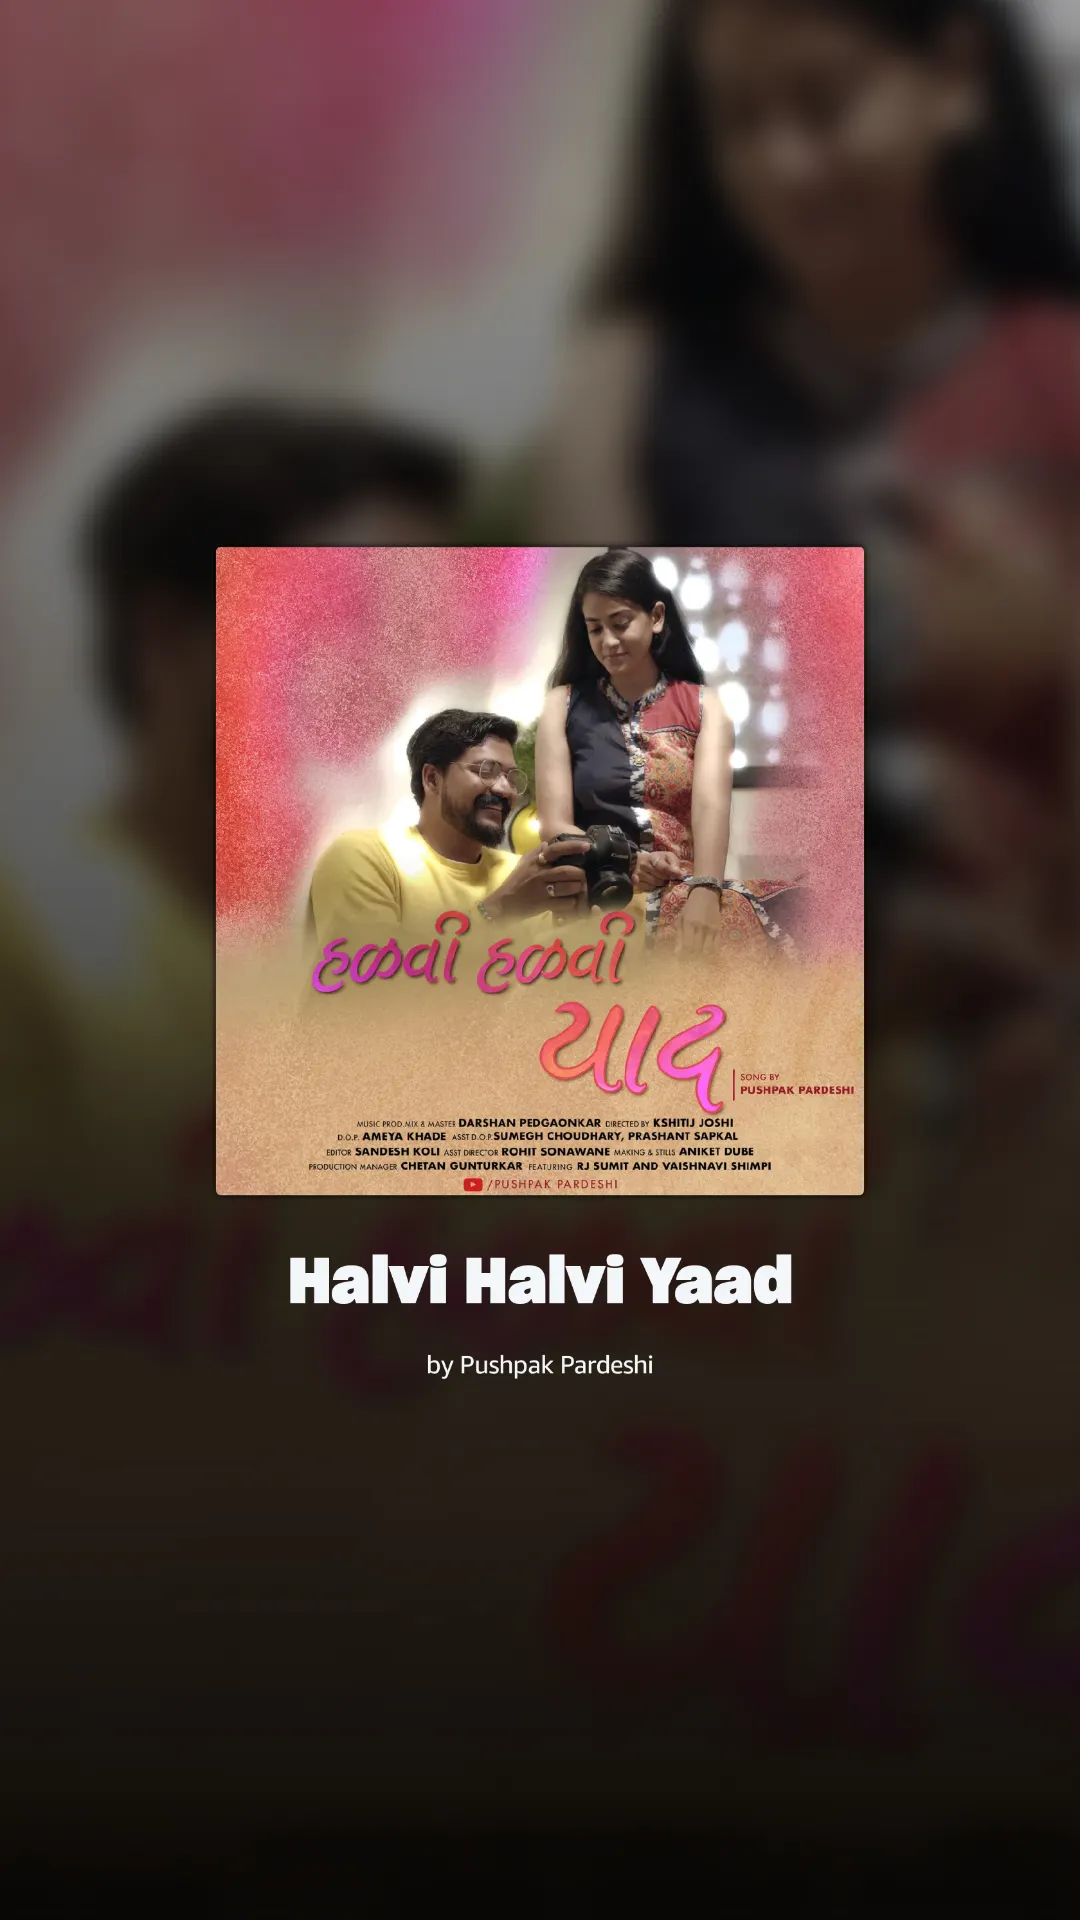 હળવી હળવી
યાદ
SONG BY
PUSHPAK PARDESHI
MUSIC PROD.MIX & MASTER DARSHAN PEDGAONKAR DIRECTED BY KSHITIJ JOSHI
D.O.P. AMEYA KHADE ASST D.O.P. SUMEGH CHOUDHARY, PRASHANT SAPKAL
EDITOR SANDESH KOLI ASST DIRECTOR ROHIT SONAWANE MAKING & STILLS ANIKET DUBE
PRODUCTION MANAGER CHETAN GUNTURKAR FEATURING RJ SUMIT AND VAISHNAVI SHIMPI
/PUSHPAK PARDESHI
Halvi Halvi Yaad
by Pushpak Pardeshi